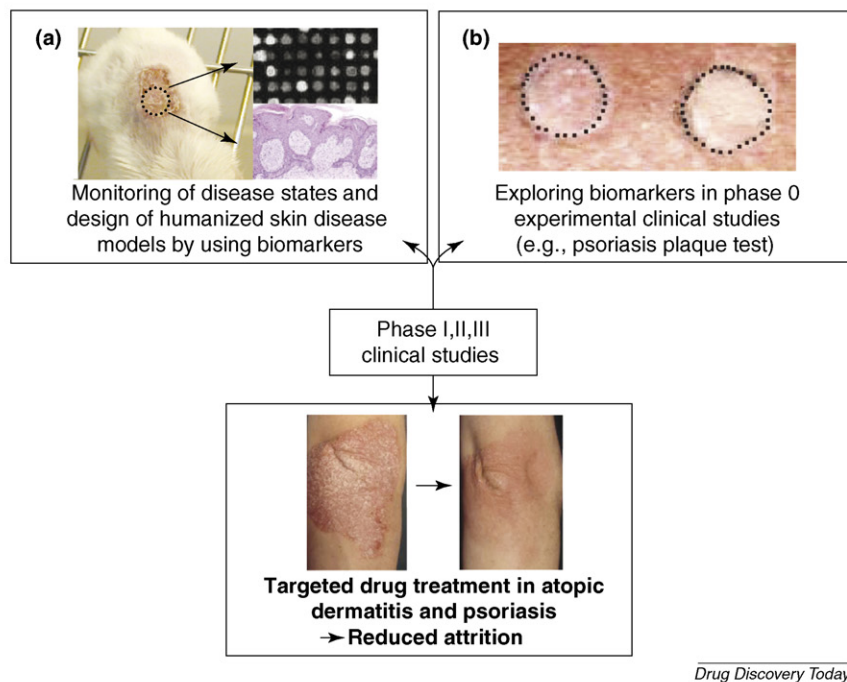 (a)
Monitoring of disease states and
design of humanized skin disease
models by using biomarkers
(b)
Exploring biomarkers in phase 0
experimental clinical studies
(e.g., psoriasis plaque test)
Phase I,II,III
clinical studies
Targeted drug treatment in atopic
dermatitis and psoriasis
→ Reduced attrition
Drug Discovery Today